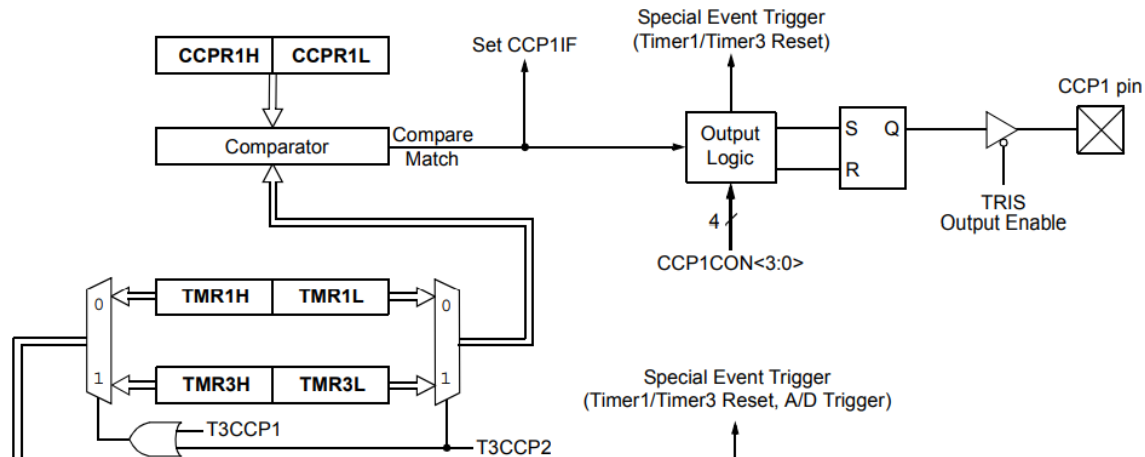 Special Event Trigger
(Timer1/Timer3 Reset)
Set CCP1IF
CCPR1H CCPR1L
CCP1 pin
Comparator
Compare
Match
Output
Logic
S Q
R
TRIS
Output Enable
4
CCP1CON<3:0>
0 TMR1H TMR1L 0
1 TMR3H TMR3L 1
Special Event Trigger
(Timer1/Timer3 Reset, A/D Trigger)
T3CCP1
T3CCP2